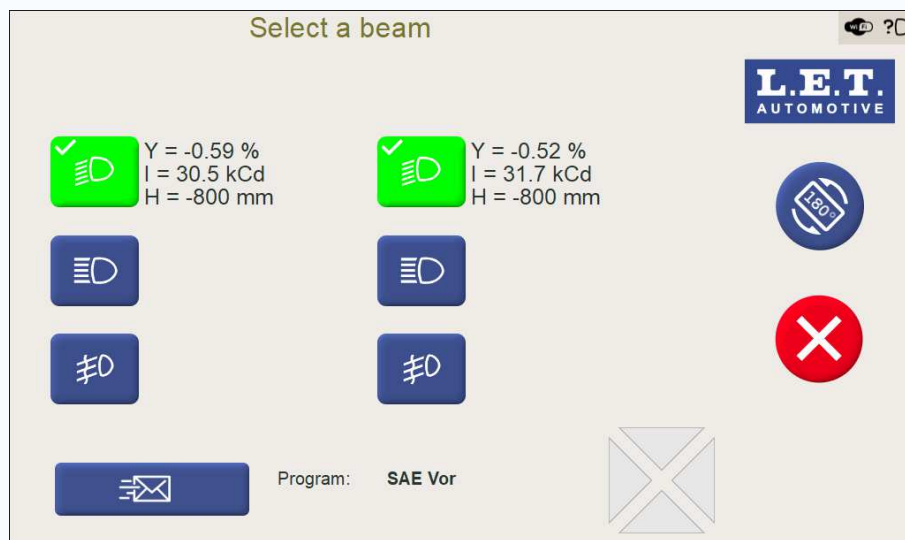 Select a beam
WiFi ?
L.E.T.
AUTOMOTIVE
Y = -0.59 %
I = 30.5 kCd
H = -800 mm
Y = -0.52 %
I = 31.7 kCd
H = -800 mm
180°
Program: SAE Vor